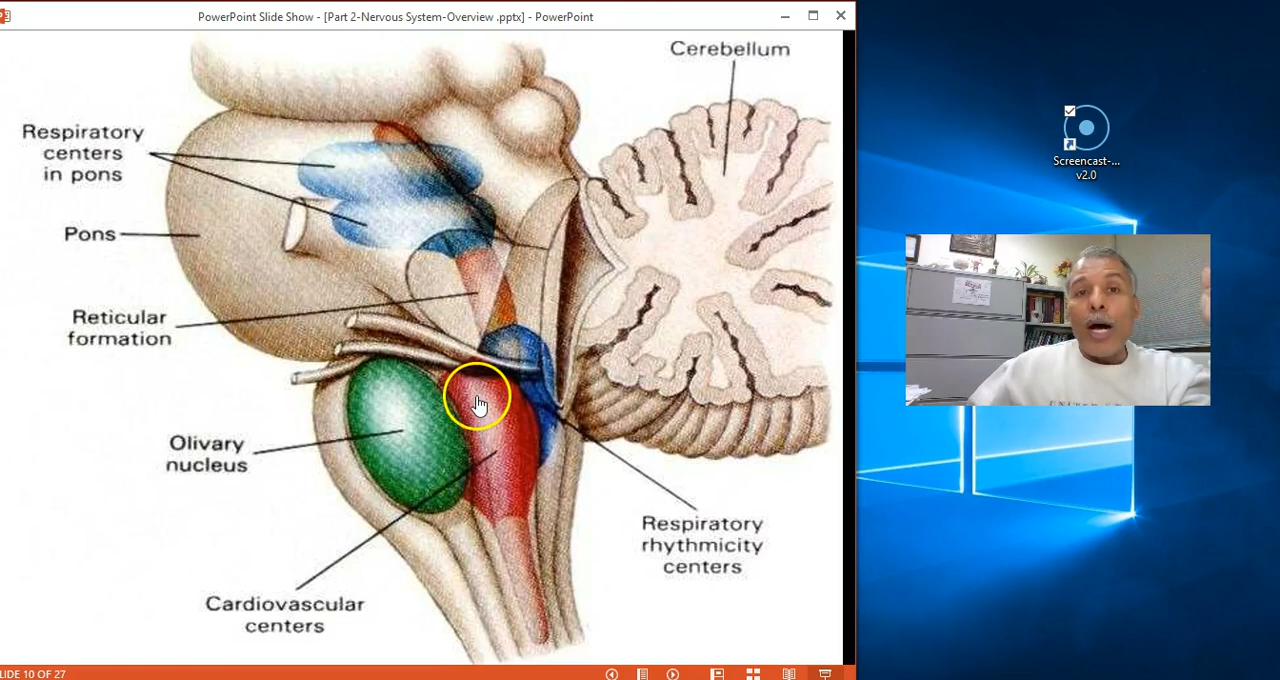 PowerPoint Slide Show - [Part 2-Nervous System-Overview .pptx] - PowerPoint
Cerebellum
Respiratory
centers
in pons
Pons
Reticular
formation
Olivary
nucleus
Cardiovascular
centers
Respiratory
rhythmicity
centers
LIDE 10 OF 27
Screencast-...
v2.0